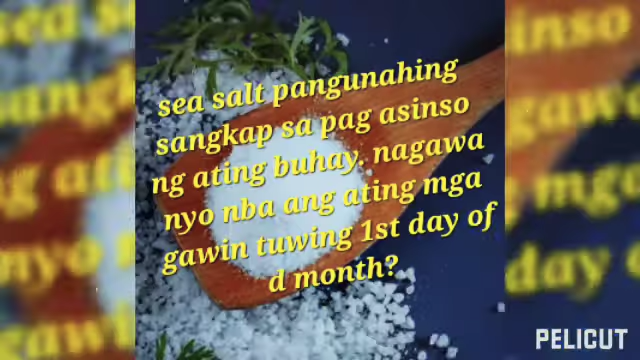 sea salt pangunahing
sangkap sa pag asinso
ng ating buhay. nagawa
nyo nba ang ating mga
gawin tuwing 1st day of
d month?
PELICUT